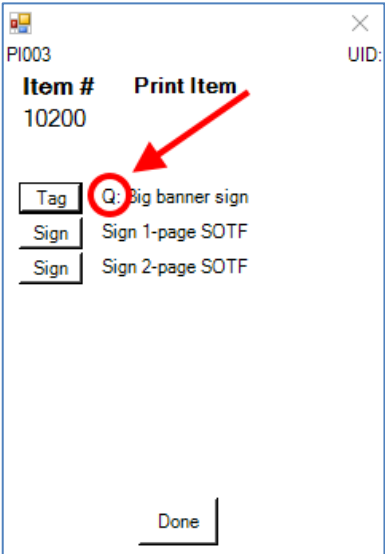 PI003 UID:
Item # Print Item
10200
Tag Q: Big banner sign
Sign Sign 1-page SOTF
Sign Sign 2-page SOTF
Done